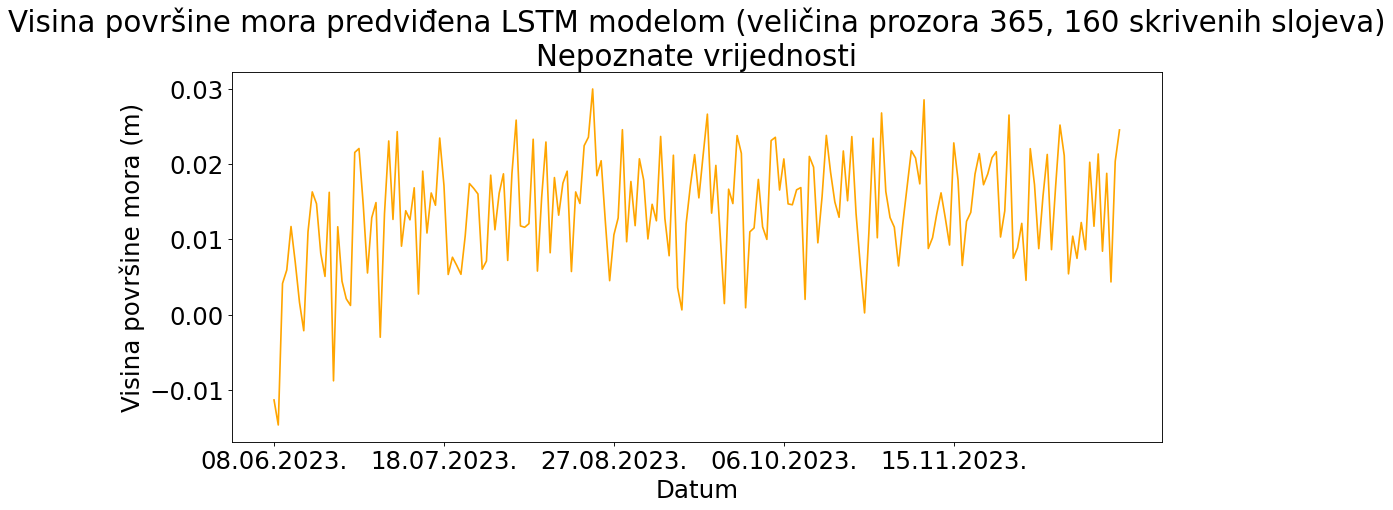 Visina površine mora predviđena LSTM modelom (veličina prozora 365, 160 skrivenih slojeva)
Nepoznate vrijednosti
Visina površine mora (m)
0.03
0.02
0.01
0.00
−0.01
08.06.2023. 18.07.2023. 27.08.2023. 06.10.2023. 15.11.2023.
Datum